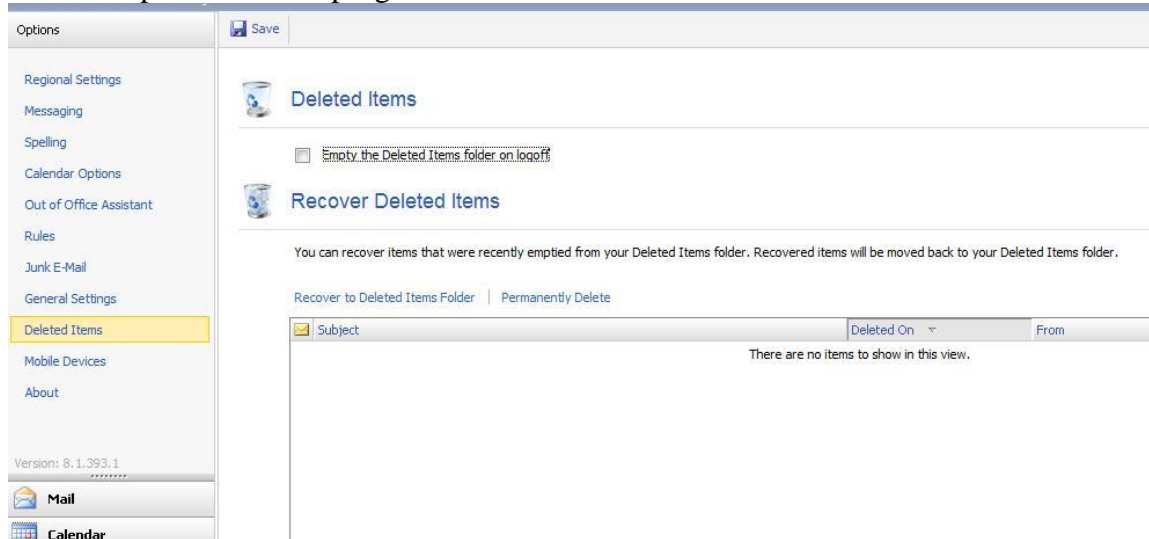 Options
Save
Regional Settings
Messaging
Spelling
Calendar Options
Out of Office Assistant
Rules
Junk E-Mail
General Settings
Deleted Items
Mobile Devices
About
Version: 8.1.393.1
Mail
Calendar
Deleted Items
Empty the Deleted Items folder on logoff
Recover Deleted Items
You can recover items that were recently emptied from your Deleted Items folder. Recovered items will be moved back to your Deleted Items folder.
Recover to Deleted Items Folder | Permanently Delete
Subject Deleted On From
There are no items to show in this view.